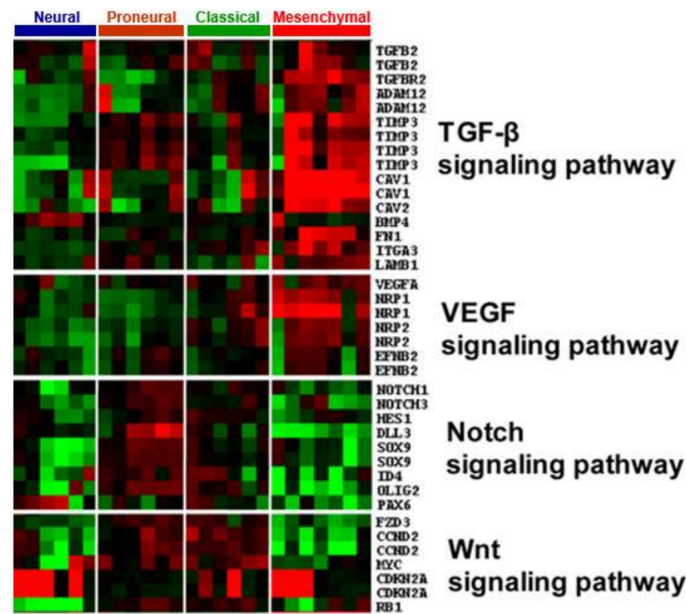 Neural Proneural Classical Mesenchymal
TGFB2
TGFB2
TGFBR2
ADAM12
ADAM12
TIMP3
TIMP3
TIMP3
TIMP3
CAV1
CAV1
CAV2
BMP4
FN1
ITGA3
LAMB1
TGF-β
signaling pathway
VEGFA
NRP1
NRP1
NRP2
NRP2
EFNB2
EFNB2
VEGF
signaling pathway
NOTCH1
NOTCH3
HES1
DLL3
SOX9
SOX9
ID4
OLIG2
PAX6
Notch
signaling pathway
FZD3
CCND2
CCND2
MYC
CDKN2A
CDKN2A
RB1
Wnt
signaling pathway